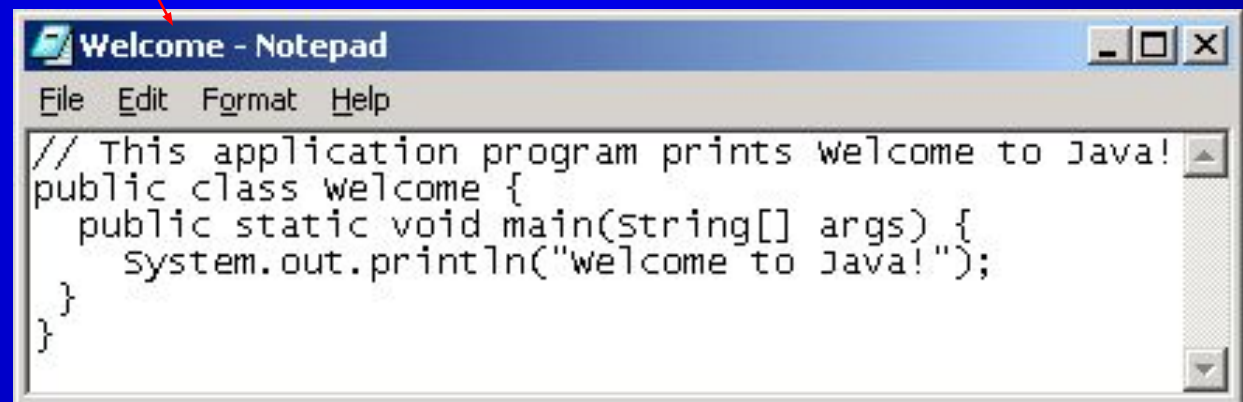 Welcome - Notepad
File Edit Format Help
// This application program prints Welcome to Java!
public class Welcome {
  public static void main(String[] args) {
    System.out.println("Welcome to Java!");
 }
}